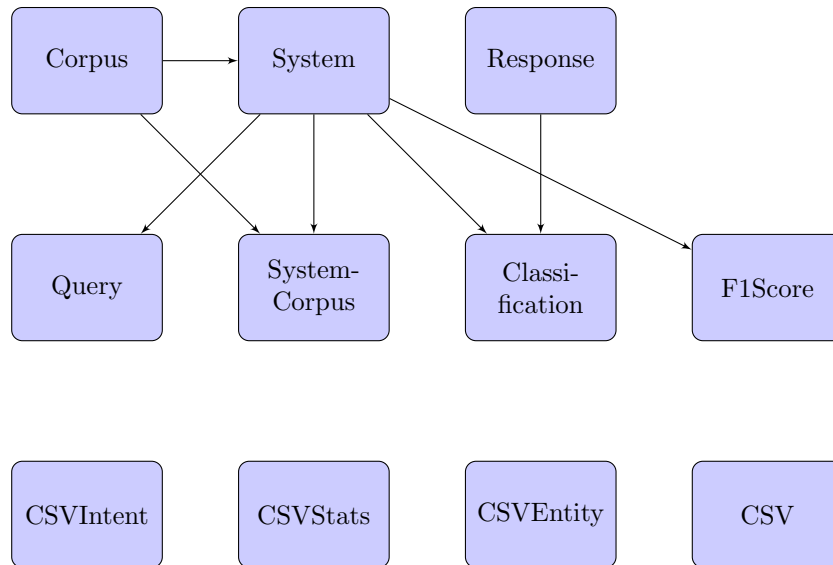 Corpus
System
Response
Query
System-
Corpus
Classi-
fication
F1Score
CSVIntent
CSVStats
CSVEntity
CSV